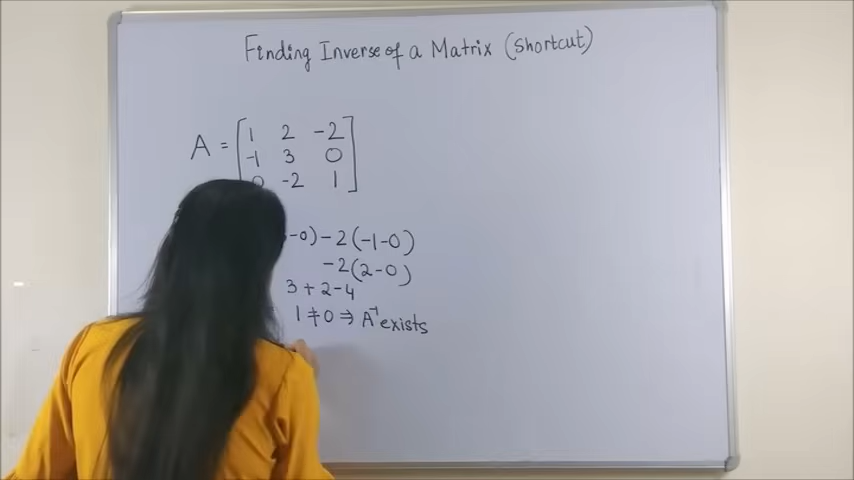 Finding Inverse of a Matrix (Shortcut)
A = [ 1 2 -2
-1 3 0
0 -2 1 ]
-0) - 2(-1-0)
-2(2-0)
3 + 2 - 4
1 ≠ 0 ⇒ A⁻¹ exists